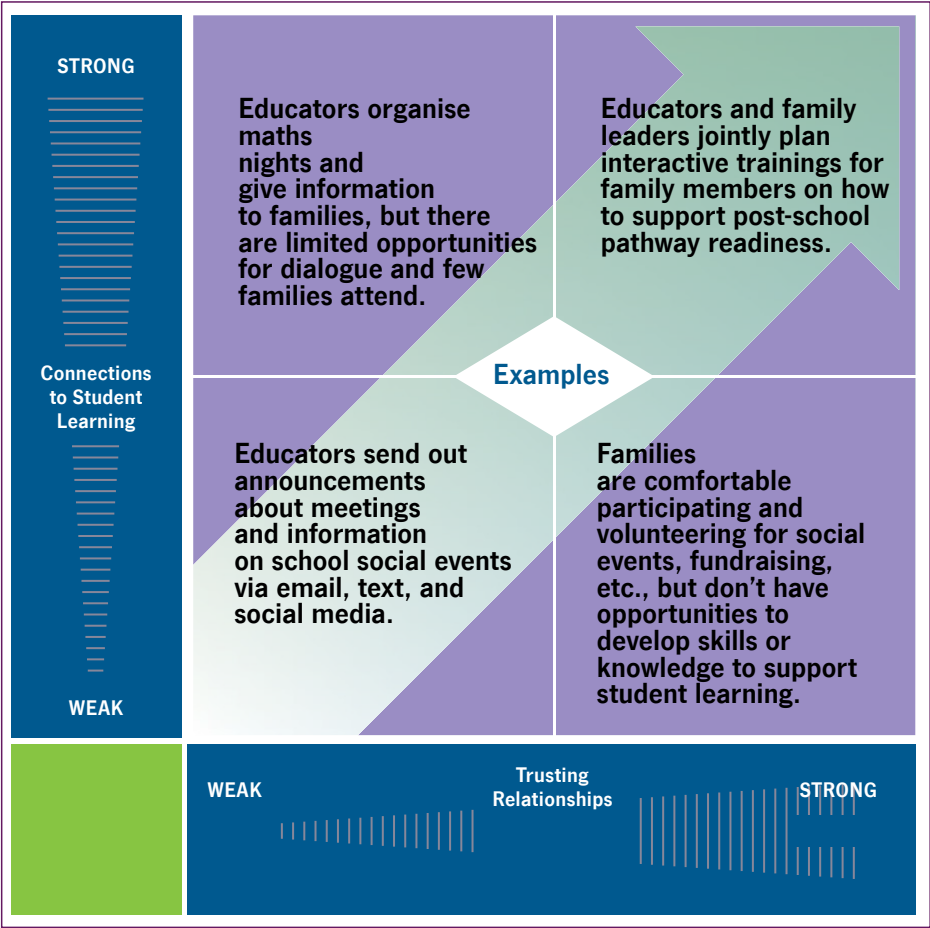 STRONG
Connections
to Student
Learning
WEAK
Educators organise
maths
nights and
give information
to families, but there
are limited opportunities
for dialogue and few
families attend.
Educators and family
leaders jointly plan
interactive trainings for
family members on how
to support post-school
pathway readiness.
Examples
Educators send out
announcements
about meetings
and information
on school social events
via email, text, and
social media.
Families
are comfortable
participating and
volunteering for social
events, fundraising,
etc., but don’t have
opportunities to
develop skills or
knowledge to support
student learning.
WEAK
Trusting
Relationships
STRONG